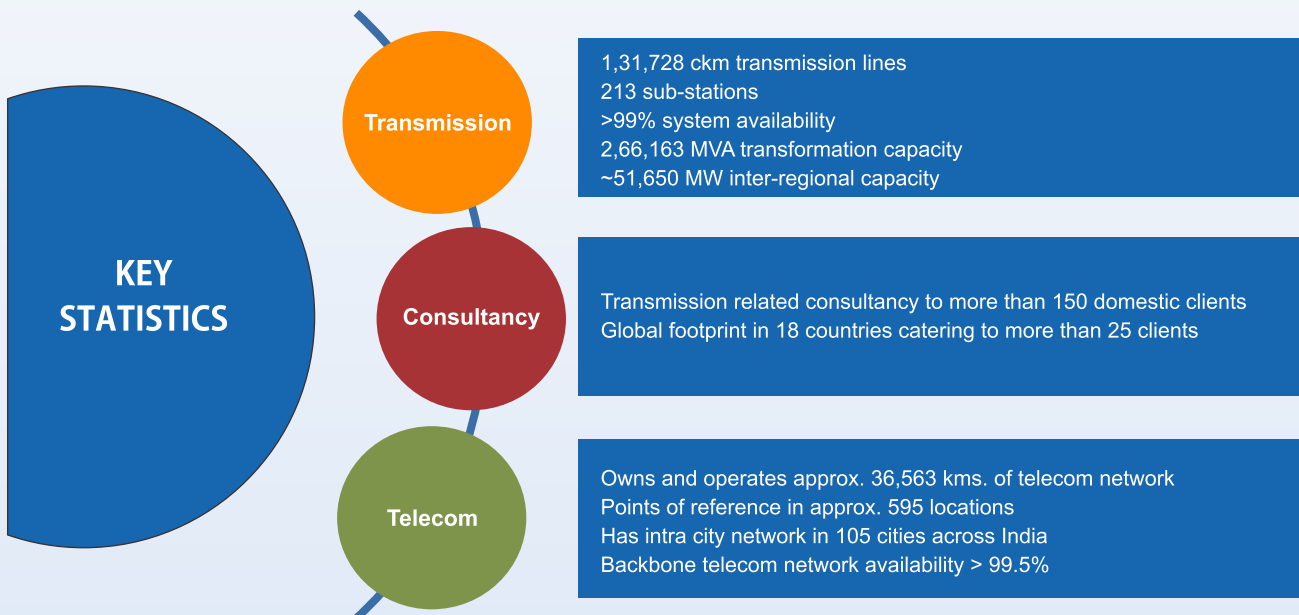 KEY
STATISTICS
Transmission
1,31,728 ckm transmission lines
213 sub-stations
>99% system availability
2,66,163 MVA transformation capacity
~51,650 MW inter-regional capacity
Consultancy
Transmission related consultancy to more than 150 domestic clients
Global footprint in 18 countries catering to more than 25 clients
Telecom
Owns and operates approx. 36,563 kms. of telecom network
Points of reference in approx. 595 locations
Has intra city network in 105 cities across India
Backbone telecom network availability > 99.5%